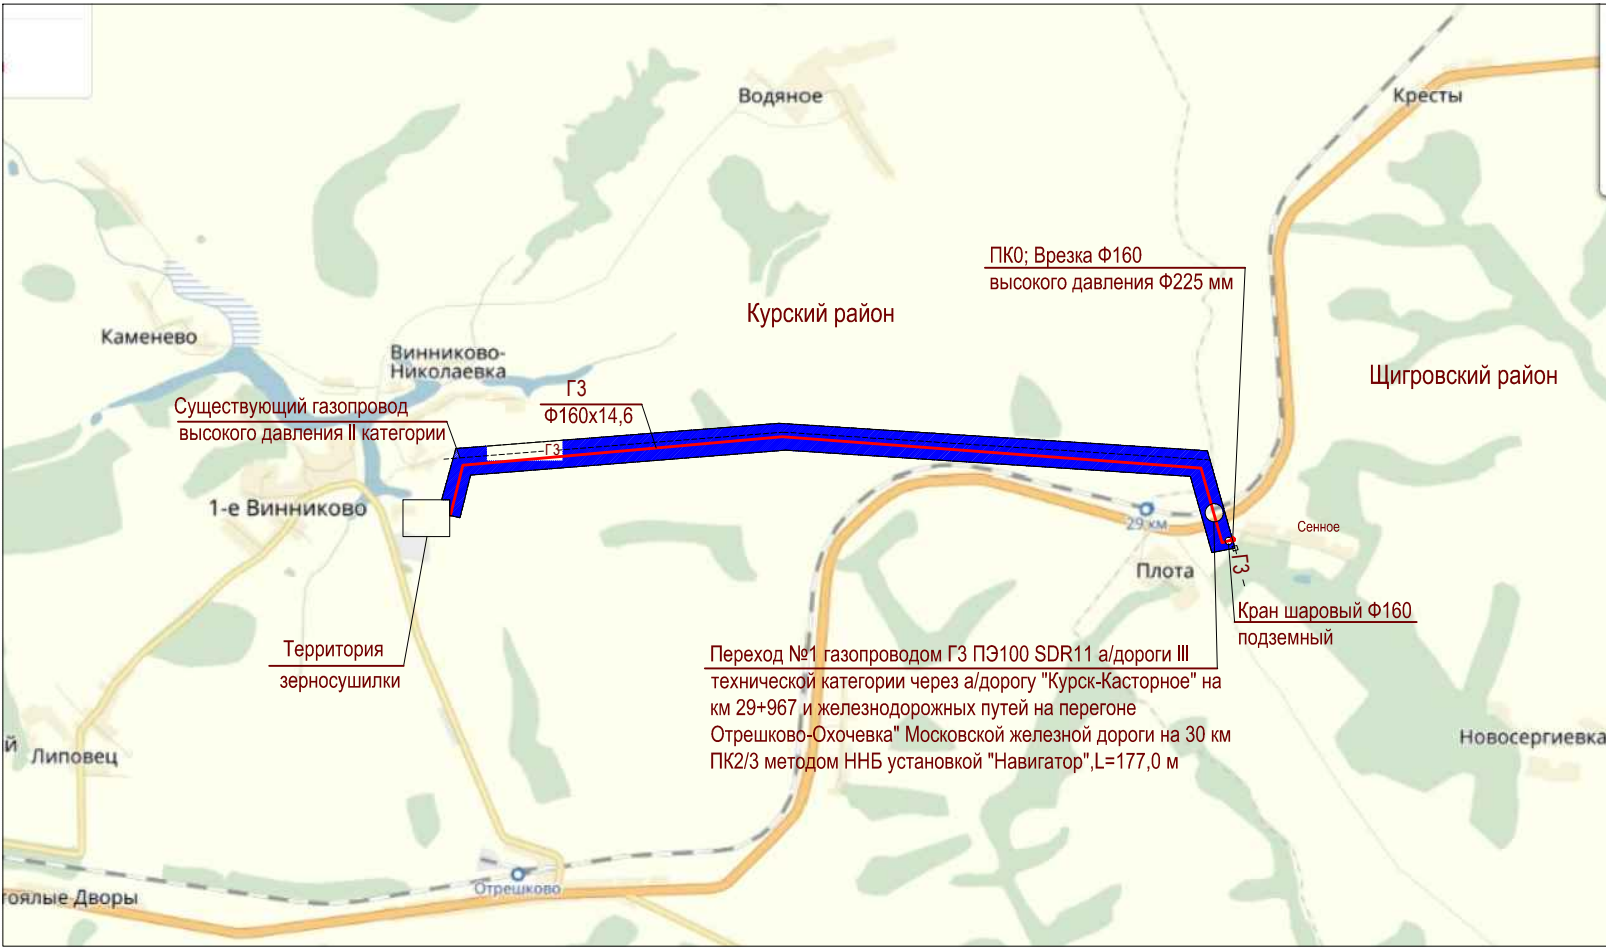 Водяное
Кресты
ПК0; Врезка Ф160
высокого давления Ф225 мм
Курский район
Каменево
Винниково-
Николаевка
Щигровский район
Г3
Ф160х14,6
Существующий газопровод
высокого давления II категории
Г3
1-е Винниково
29 км
Сенное
Г3
Плота
Кран шаровый Ф160
подземный
Территория
зерносушилки
Переход №1 газопроводом Г3 ПЭ100 SDR11 а/дороги III
технической категории через а/дорогу "Курск-Касторное" на
км 29+967 и железнодорожных путей на перегоне
Отрешково-Охочевка" Московской железной дороги на 30 км
ПК2/3 методом ННБ установкой "Навигатор",L=177,0 м
й
Липовец
Новосергиевка
Отрешково
тоялые Дворы